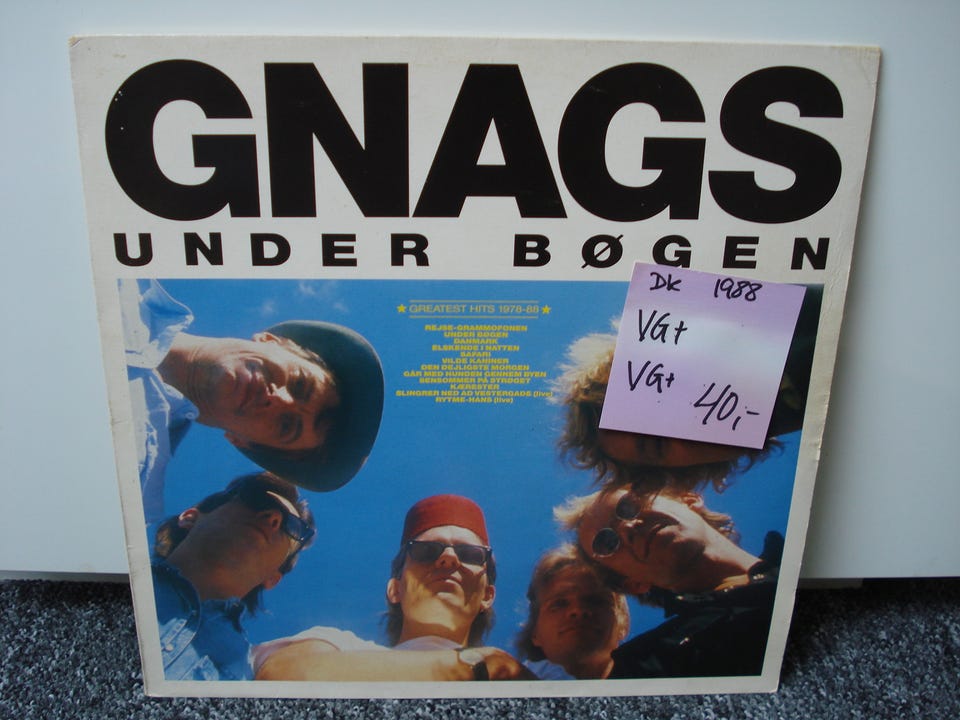 GNAGS
UNDER BØGEN
★GREATEST HITS 1978-88★
REJSE-GRAMMOFONEN
UNDER BØGEN
DANMARK
ELSKENDE I NATTEN
SAFARI
VILDE KANINER
DEN DEJLIGSTE MORGEN
GÅR MED HUNDEN GENNEM BYEN
SENSOMMER PÅ STRØGET
KÆRESTER
SLINGRER NED AD VESTERGADE (live)
RYTME-HANS (live)
DK 1988
VG+
VG+
40,-